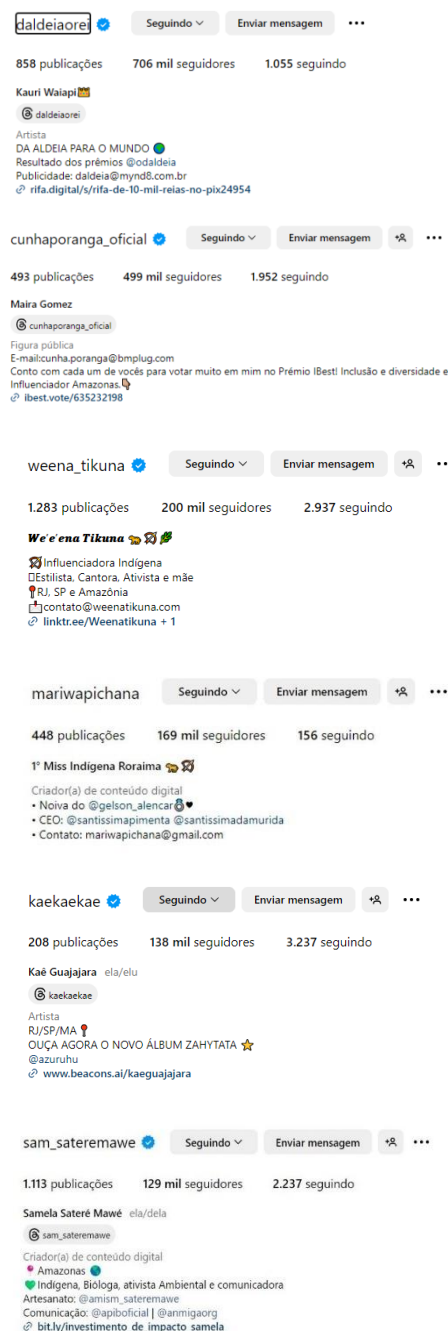 daldeiaorei Seguindo Enviar mensagem
858 publicações 706 mil seguidores 1.055 seguindo
Kauri Waiapi
daldeiaorei
Artista
DA ALDEIA PARA O MUNDO
Resultado dos prêmios @odaldeia
Publicidade: daldeia@mynd8.com.br
rifa.digital/s/rifa-de-10-mil-reias-no-pix24954
cunhaporanga_oficial Seguindo Enviar mensagem
493 publicações 499 mil seguidores 1.952 seguindo
Maira Gomez
cunhaporanga_oficial
Figura pública
E-mail:cunha.poranga@bmplug.com
Conto com cada um de vocês para votar muito em mim no Prémio IBest! Inclusão e diversidade e
Influenciador Amazonas.
ibest.vote/635232198
weena_tikuna Seguindo Enviar mensagem
1.283 publicações 200 mil seguidores 2.937 seguindo
We'e'ena Tikuna
Influenciadora Indígena
Estilista, Cantora, Ativista e mãe
RJ, SP e Amazônia
contato@weenatikuna.com
linktr.ee/Weenatikuna + 1
mariwapichana Seguindo Enviar mensagem
448 publicações 169 mil seguidores 156 seguindo
1° Miss Indígena Roraima
Criador(a) de conteúdo digital
• Noiva do @gelson_alencar
• CEO: @santissimapimenta @santissimadamurida
• Contato: mariwapichana@gmail.com
kaekaekae Seguindo Enviar mensagem
208 publicações 138 mil seguidores 3.237 seguindo
Kaê Guajajara ela/elu
kaekaekae
Artista
RJ/SP/MA
OUÇA AGORA O NOVO ÁLBUM ZAHYTATA
@azuruhu
www.beacons.ai/kaeguajajara
sam_sateremawe Seguindo Enviar mensagem
1.113 publicações 129 mil seguidores 2.237 seguindo
Samela Sateré Mawé ela/dela
sam_sateremawe
Criador(a) de conteúdo digital
Amazonas
Indígena, Bióloga, ativista Ambiental e comunicadora
Artesanato: @amism_sateremawe
Comunicação: @apiboficial | @anmigaorg
bit.ly/investimento_de_impacto_samela